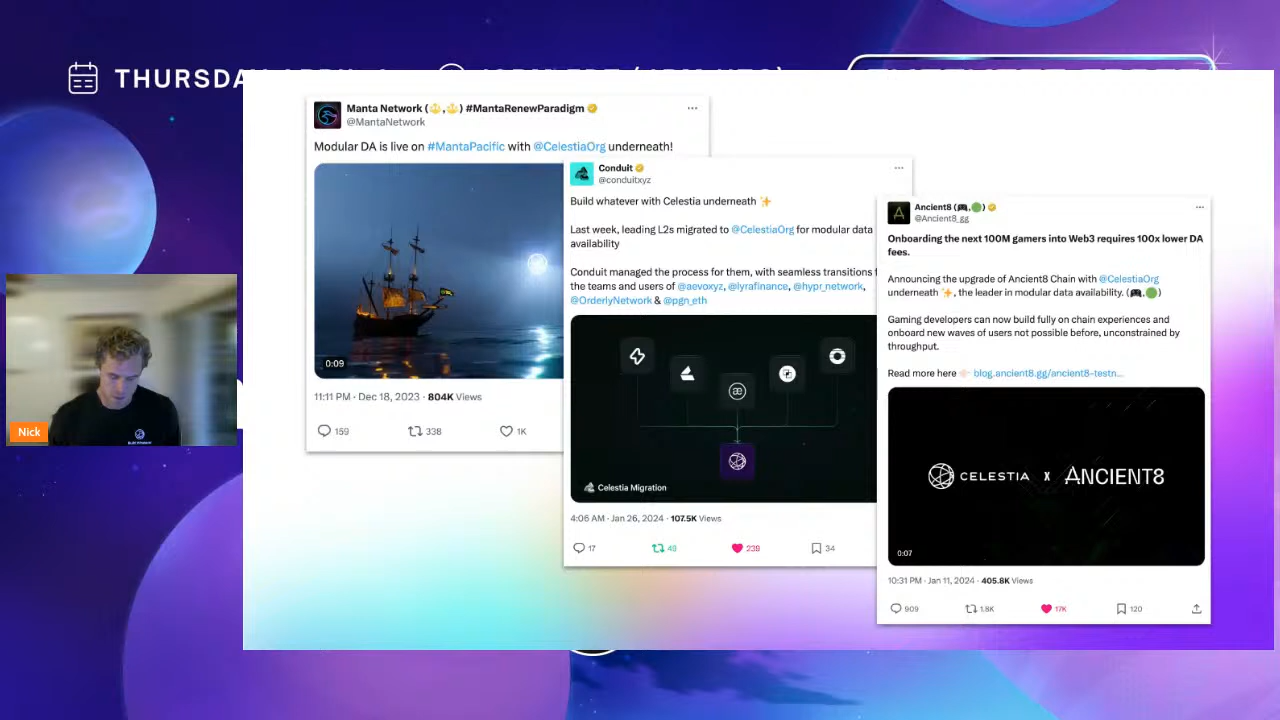 THURSDA
Manta Network (🫶,🫶) #MantaRenewParadigm
@MantaNetwork
Modular DA is live on #MantaPacific with @CelestiaOrg underneath!
0:09
11:11 PM · Dec 18, 2023 · 804K Views
159 338 1K
Conduit
@conduitxyz
Build whatever with Celestia underneath ✨
Last week, leading L2s migrated to @CelestiaOrg for modular data
availability
Conduit managed the process for them, with seamless transitions f
the teams and users of @aevoxyz, @lyrafinance, @hypr_network,
@OrderlyNetwork & @pgn_eth
Celestia Migration
4:06 AM · Jan 26, 2024 · 107.5K Views
17 49 239 34
Ancient8 (🎮,🟢)
@Ancient8_gg
Onboarding the next 100M gamers into Web3 requires 100x lower DA
fees.
Announcing the upgrade of Ancient8 Chain with @CelestiaOrg
underneath ✨, the leader in modular data availability. (🎮,🟢)
Gaming developers can now build fully on chain experiences and
onboard new waves of users not possible before, unconstrained by
throughput.
Read more here 👉🏻 blog.ancient8.gg/ancient8-testn...
CELESTIA X ANCIENT8
0:07
10:31 PM · Jan 11, 2024 · 405.8K Views
909 1.8K 17K 120
Nick